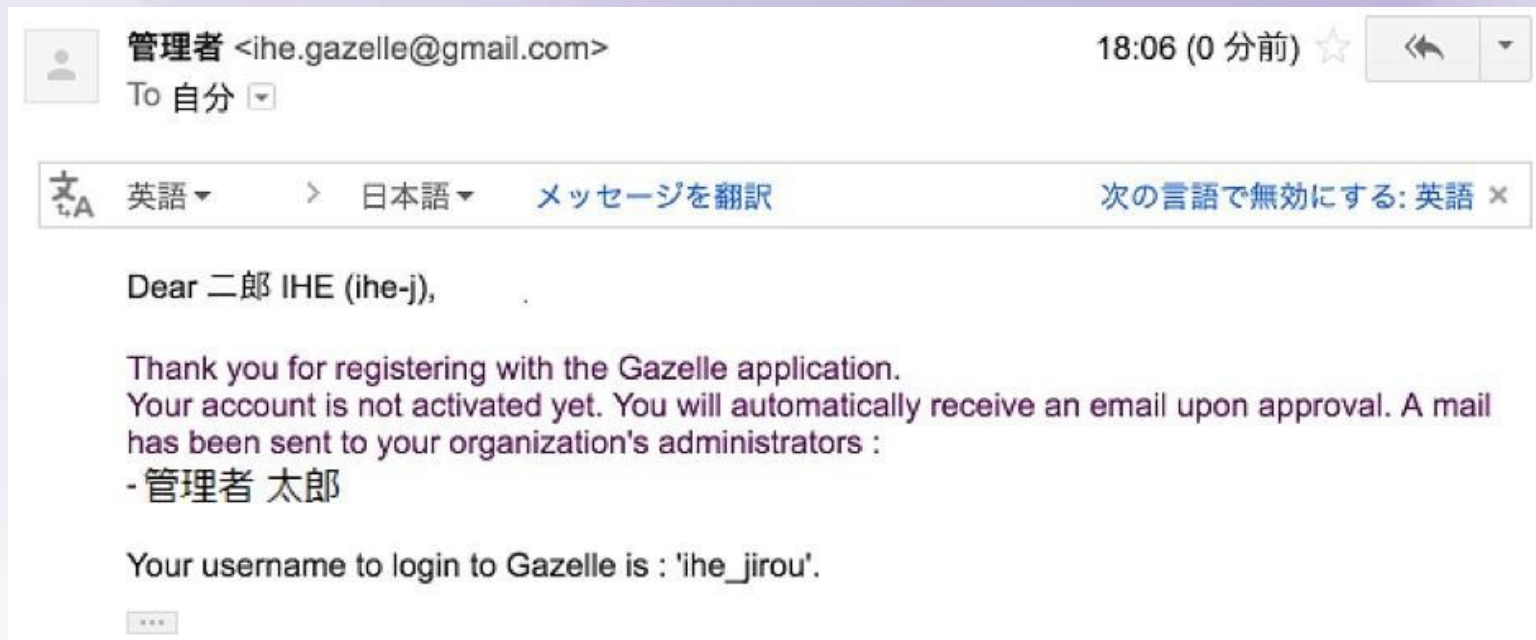 管理者 <ihe.gazelle@gmail.com> 18:06 (0 分前)
To 自分
文A 英語 > 日本語 メッセージを翻訳 次の言語で無効にする: 英語 ×
Dear 二郎 IHE (ihe-j),
Thank you for registering with the Gazelle application.
Your account is not activated yet. You will automatically receive an email upon approval. A mail
has been sent to your organization's administrators :
- 管理者 太郎
Your username to login to Gazelle is : 'ihe_jirou'.